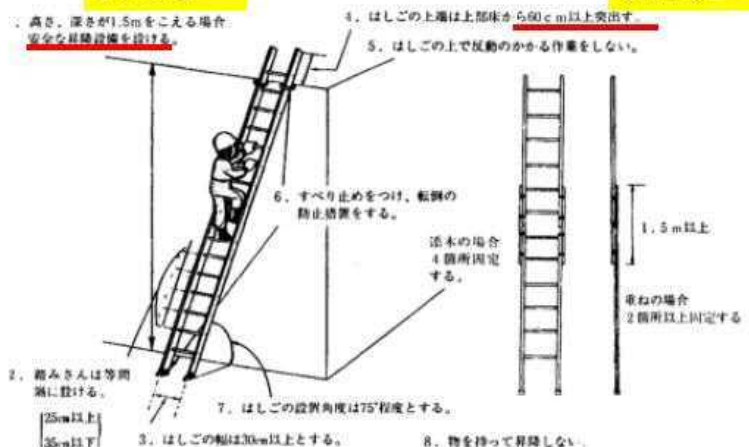 . 高さ、深さが1.5mをこえる場合
安全な昇降設備を設ける。
4. はしごの上端は上部床から60cm以上突出す。
5. はしごの上で反動のかかる作業をしない。
6. すべり止めをつけ、転倒の
防止措置をする。
添木の場合
4箇所固定
する。
1.5m以上
重ねの場合
2箇所以上固定する
2. 踏みさんは等間
隔に設ける。
25cm以上
35cm以下
7. はしごの設置角度は75°程度とする。
3. はしごの幅は30cm以上とする。
8. 物を持って昇降しない.